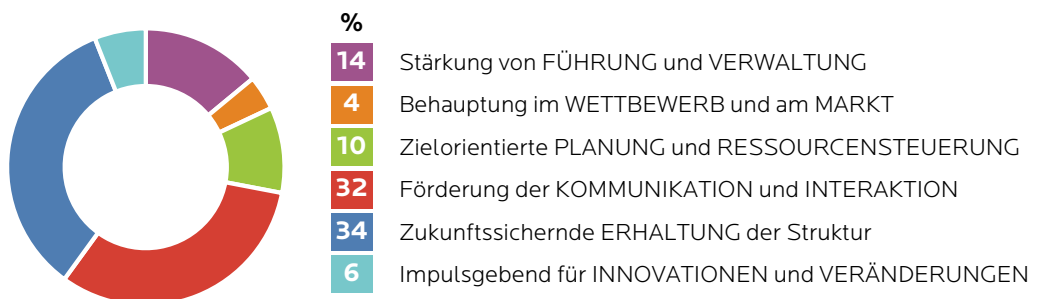 %
14 Stärkung von FÜHRUNG und VERWALTUNG
4 Behauptung im WETTBEWERB und am MARKT
10 Zielorientierte PLANUNG und RESSOURCENSTEUERUNG
32 Förderung der KOMMUNIKATION und INTERAKTION
34 Zukunftssichernde ERHALTUNG der Struktur
6 Impulsgebend für INNOVATIONEN und VERÄNDERUNGEN